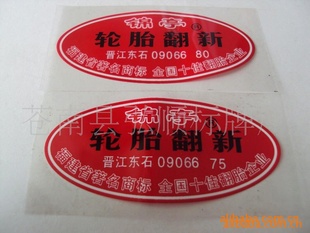 锦亭®
轮胎翻新
晋江东石 09066 80
福建省著名商标 全国十佳翻胎企业
锦亭
轮胎翻新
晋江东石 09066 75
福建省著名商标 全国十佳翻胎企业